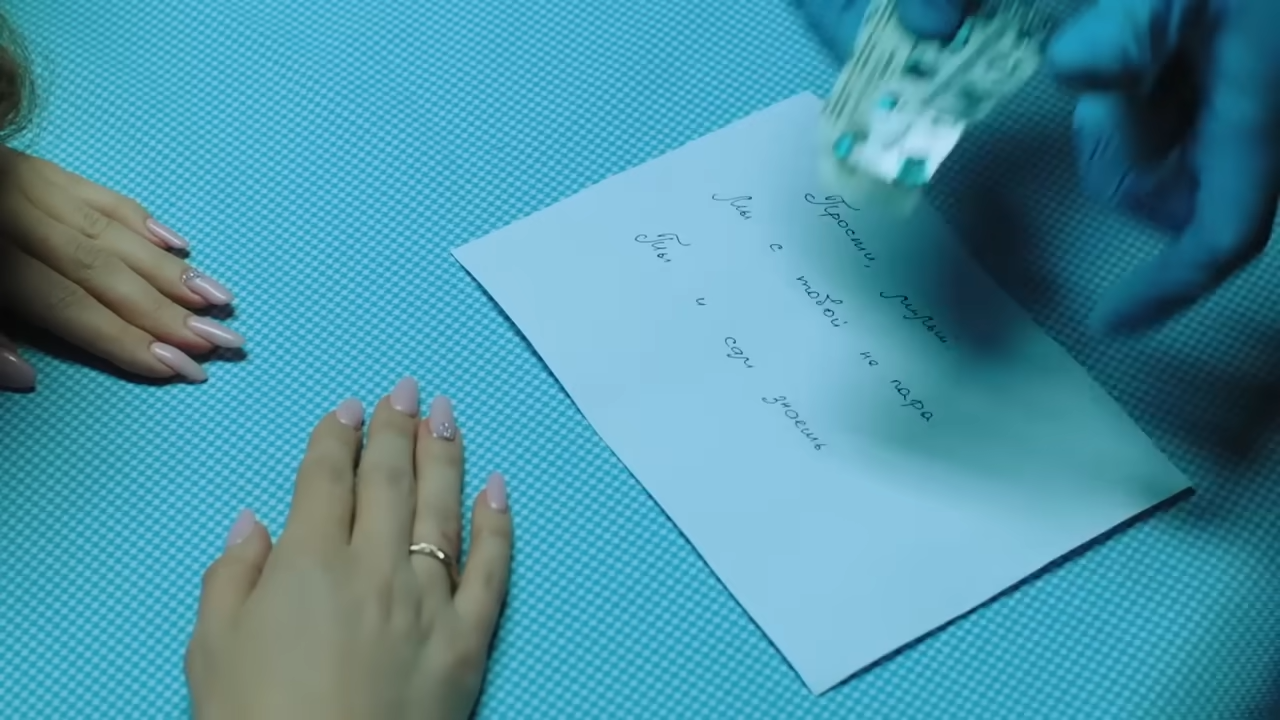 Прости, милый.
Мы с тобой не пара
Ты и сам знаешь